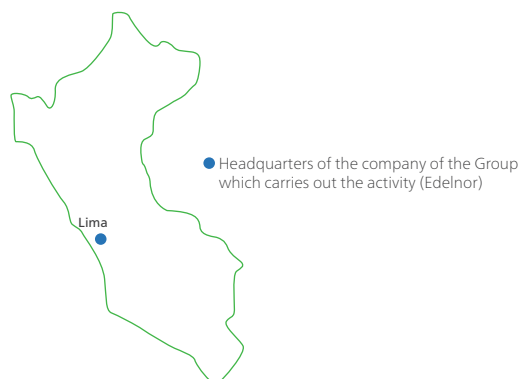 Headquarters of the company of the Group
which carries out the activity (Edelnor)
Lima